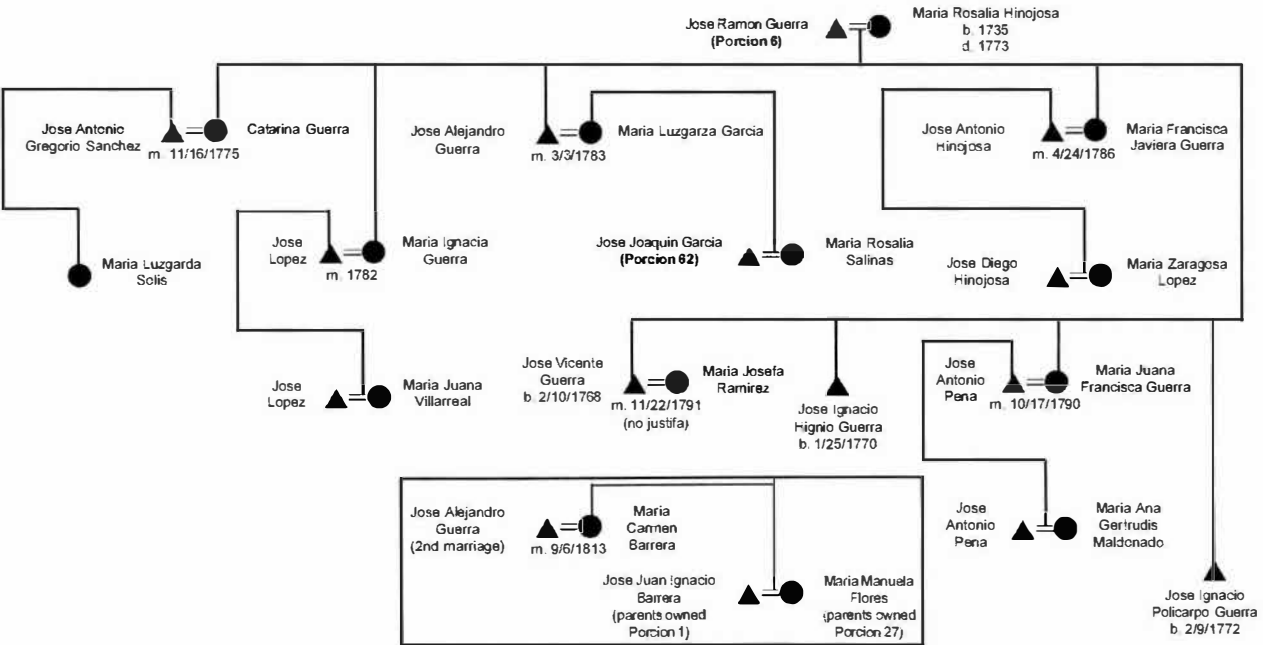 Jose Ramon Guerra
(Porcion 6)
Maria Rosalia Hinojosa
b. 1735
d. 1773
Jose Antonio
Gregorio Sanchez
m. 11/16/1775
Catarina Guerra
Jose Alejandro
Guerra
m. 3/3/1783
Maria Luzgarza Garcia
Jose Antonio
Hinojosa
m. 4/24/1786
Maria Francisca
Javiera Guerra
Maria Luzgarda
Solis
Jose
Lopez
m. 1782
Maria Ignacia
Guerra
Jose Joaquin Garcia
(Porcion 62)
Maria Rosalia
Salinas
Jose Diego
Hinojosa
Maria Zaragosa
Lopez
Jose
Lopez
Maria Juana
Villarreal
Jose Vicente
Guerra
b. 2/10/1768
m. 11/22/1791
(no justifa)
Maria Josefa
Ramirez
Jose Ignacio
Hignio Guerra
b. 1/25/1770
Jose
Antonio
Pena
m. 10/17/1790
Maria Juana
Francisca Guerra
Jose Alejandro
Guerra
(2nd marriage)
m. 9/6/1813
Maria
Carmen
Barrera
Jose
Antonio
Pena
Maria Ana
Gertrudis
Maldonado
Jose Juan Ignacio
Barrera
(parents owned
Porcion 1)
Maria Manuela
Flores
(parents owned
Porcion 27)
Jose Ignacio
Policarpo Guerra
b. 2/9/1772